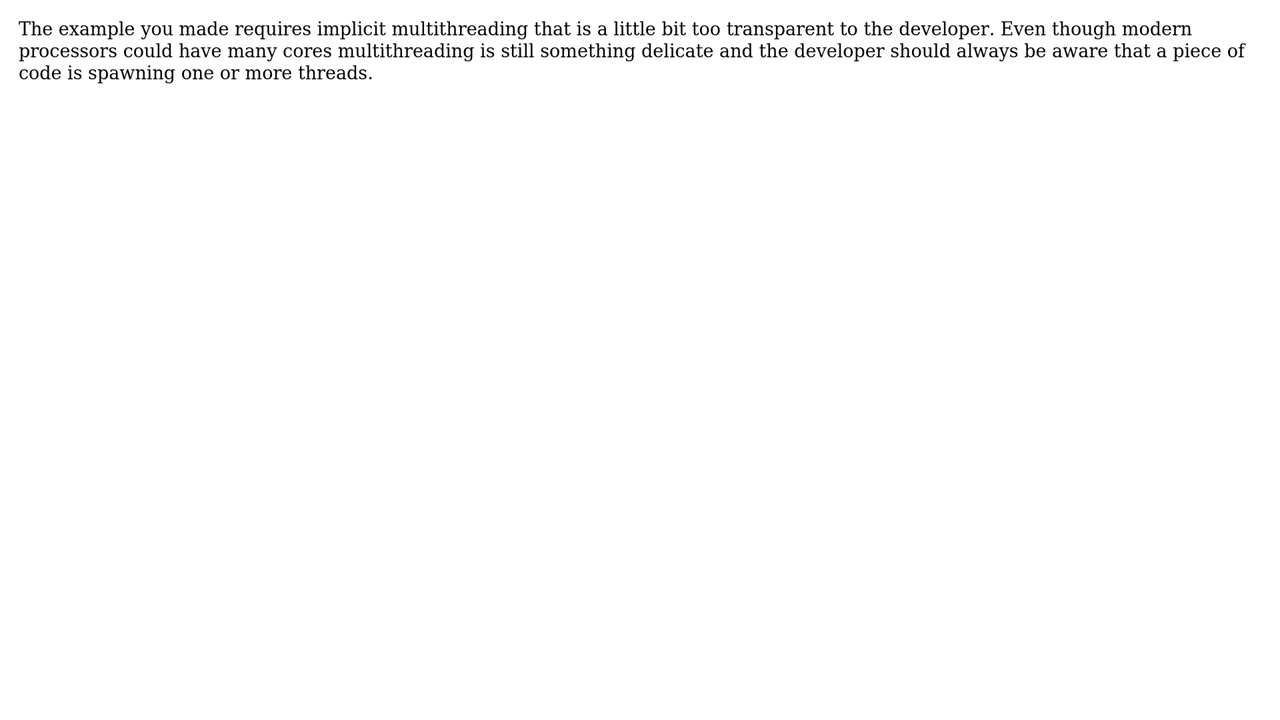 The example you made requires implicit multithreading that is a little bit too transparent to the developer. Even though modern
processors could have many cores multithreading is still something delicate and the developer should always be aware that a piece of
code is spawning one or more threads.